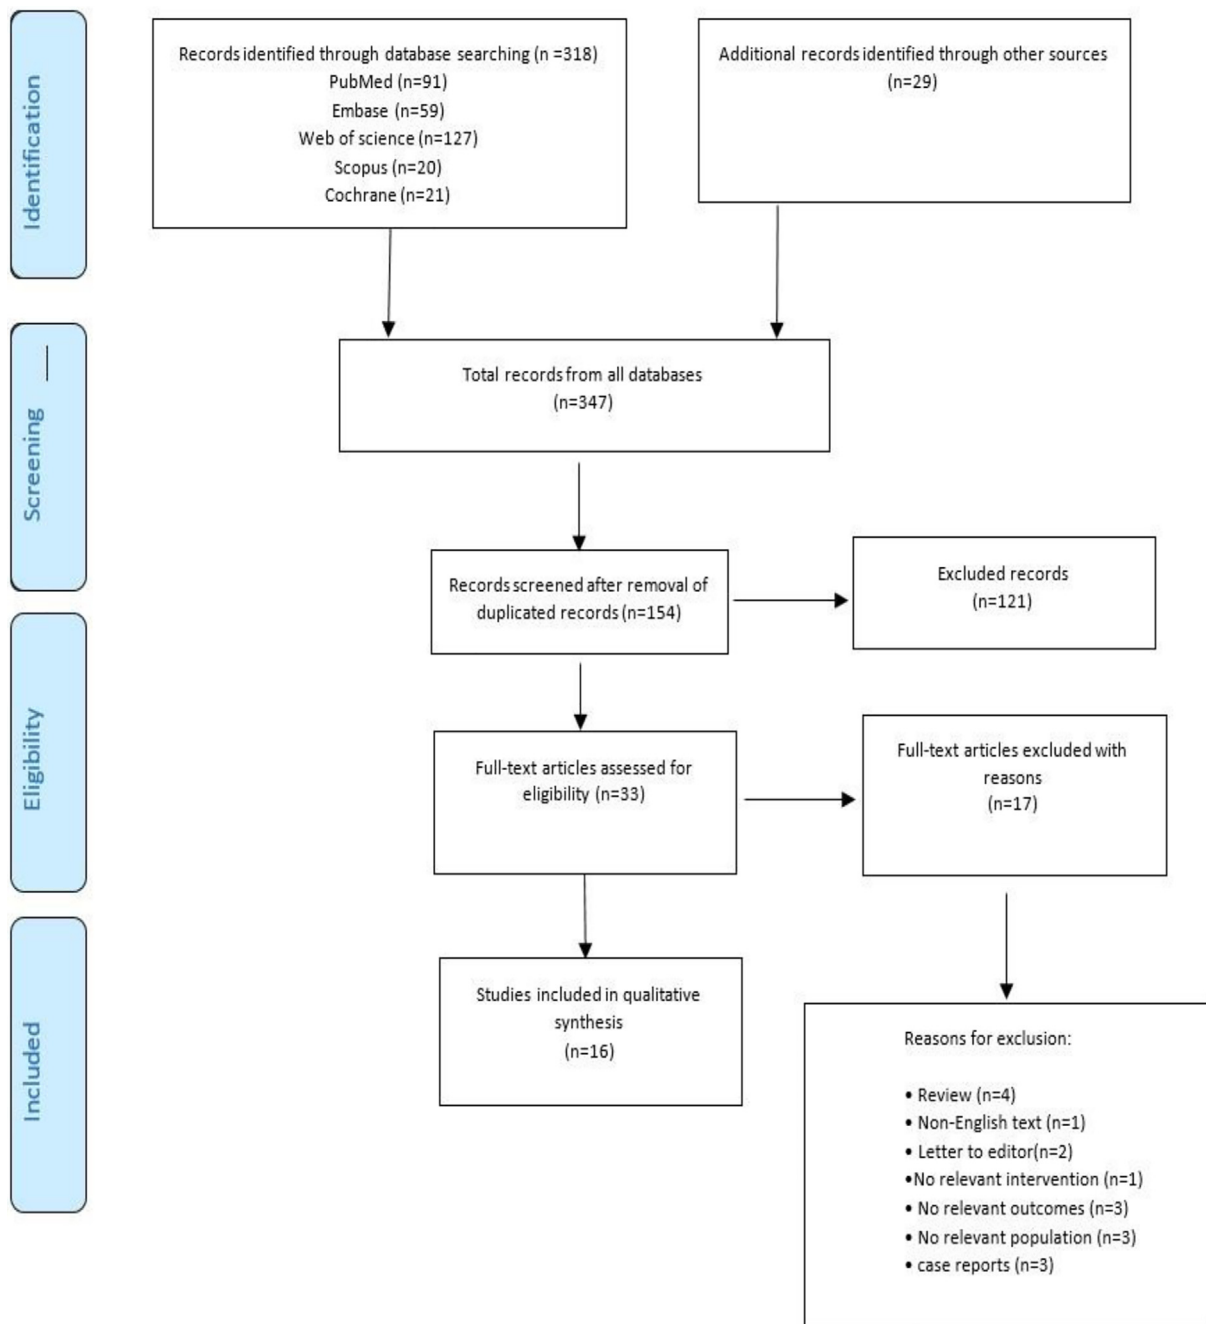 Identification
Records identified through database searching (n =318)
PubMed (n=91)
Embase (n=59)
Web of science (n=127)
Scopus (n=20)
Cochrane (n=21)
Additional records identified through other sources
(n=29)
Screening
Total records from all databases
(n=347)
Records screened after removal of
duplicated records (n=154)
Excluded records
(n=121)
Eligibility
Full-text articles assessed for
eligibility (n=33)
Full-text articles excluded with
reasons
(n=17)
Included
Studies included in qualitative
synthesis
(n=16)
Reasons for exclusion:
• Review (n=4)
• Non-English text (n=1)
• Letter to editor(n=2)
•No relevant intervention (n=1)
• No relevant outcomes (n=3)
• No relevant population (n=3)
• case reports (n=3)